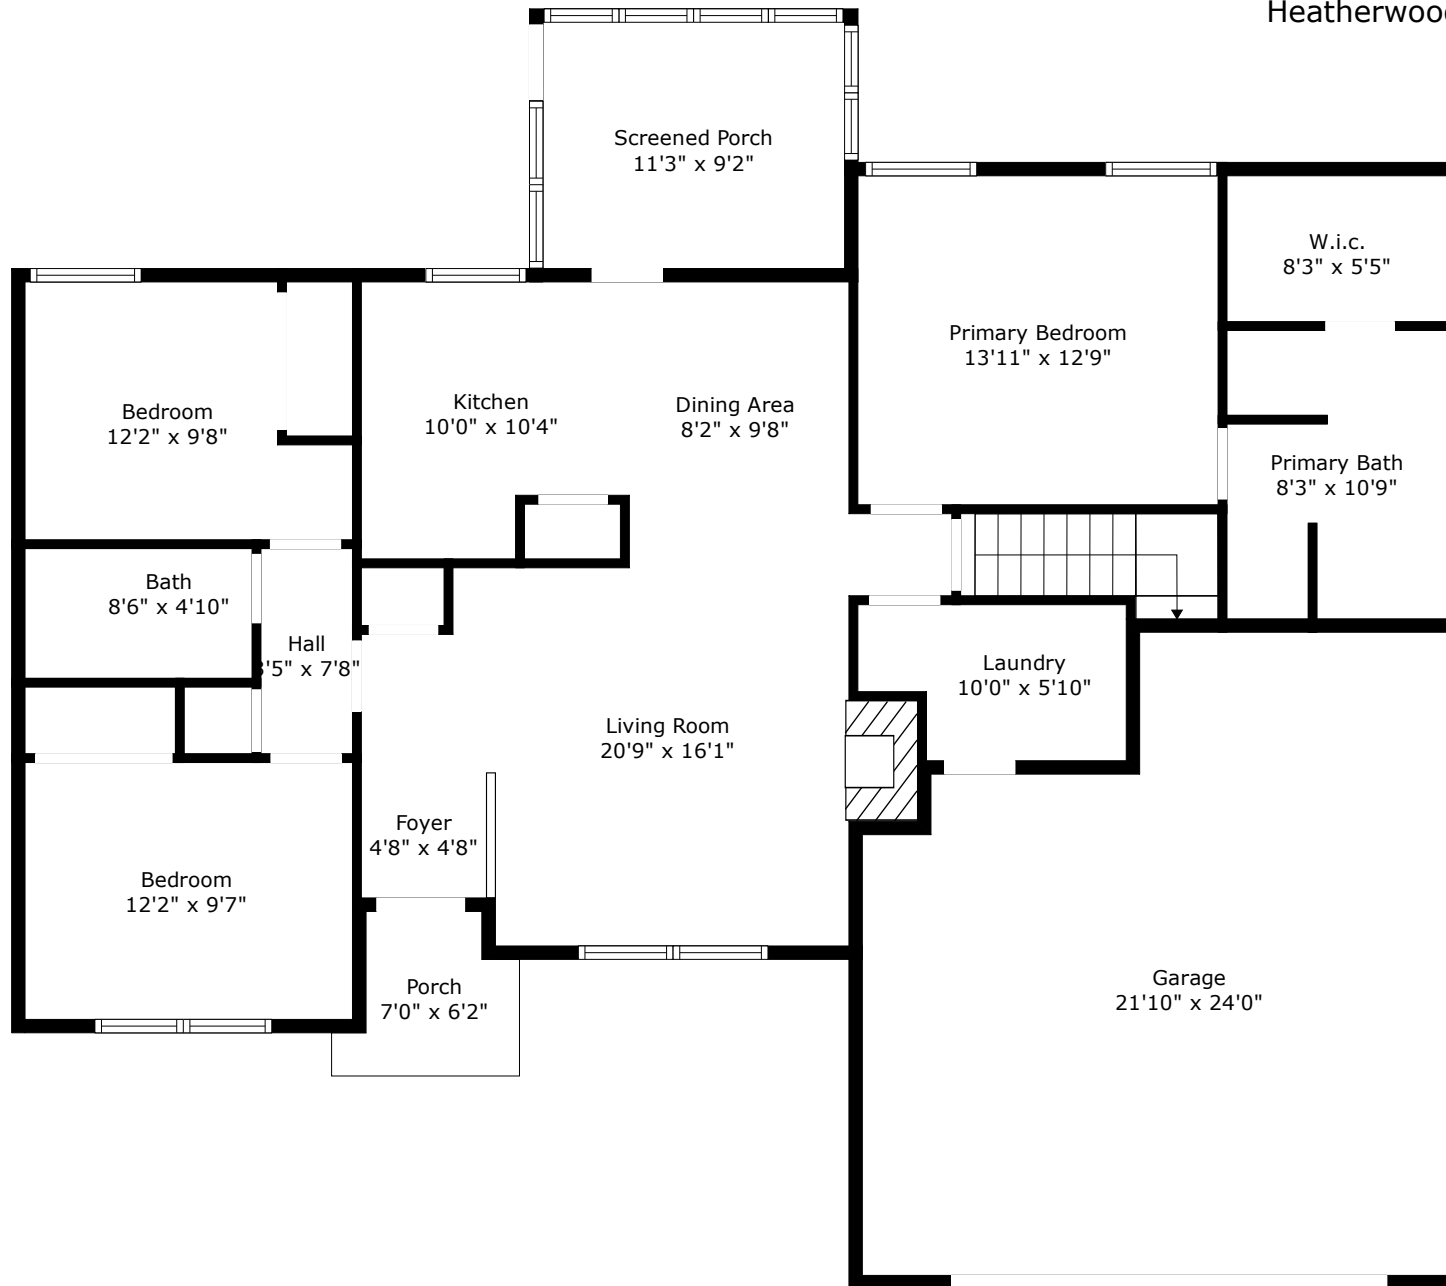 Screened Porch
11'3" x 9'2"
W.i.c.
8'3" x 5'5"
Primary Bedroom
13'11" x 12'9"
Kitchen
10'0" x 10'4"
Dining Area
8'2" x 9'8"
Bedroom
12'2" x 9'8"
Primary Bath
8'3" x 10'9"
Bath
8'6" x 4'10"
Hall
'5" x 7'8"
Laundry
10'0" x 5'10"
Living Room
20'9" x 16'1"
Foyer
4'8" x 4'8"
Bedroom
12'2" x 9'7"
Porch
7'0" x 6'2"
Garage
21'10" x 24'0"